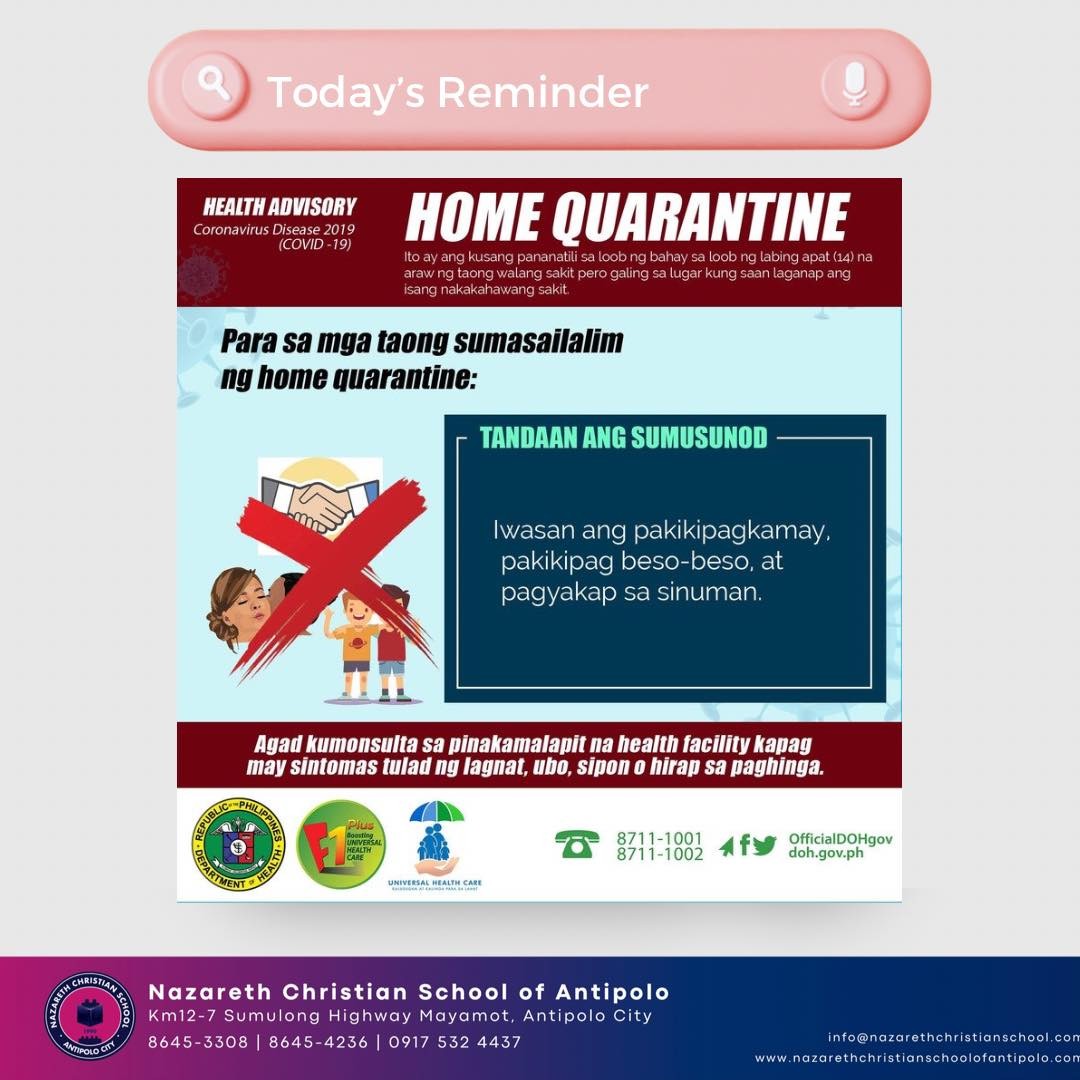 Today's Reminder
HEALTH ADVISORY
Coronavirus Disease 2019
(COVID -19)
HOME QUARANTINE
Ito ay ang kusang pananatili sa loob ng bahay sa loob ng labing apat (14) na
araw ng taong walang sakit pero galing sa lugar kung saan laganap ang
isang nakakahawang sakit.
Para sa mga taong sumasailalim
ng home quarantine:
TANDAAN ANG SUMUSUNOD
Iwasan ang pakikipagkamay,
pakikipag beso-beso, at
pagyakap sa sinuman.
Agad kumonsulta sa pinakamalapit na health facility kapag
may sintomas tulad ng lagnat, ubo, sipon o hirap sa paghinga.
REPUBLIC OF THE PHILIPPINES
DEPARTMENT OF HEALTH
F1 Plus
Boosting
UNIVERSAL
HEALTH
CARE
UNIVERSAL HEALTH CARE
KALUSUGAN AT KALINGA PARA SA LAHAT
8711-1001
8711-1002
OfficialDOHgov
doh.gov.ph
NAZARETH CHRISTIAN SCHOOL
1990
ANTIPOLO CITY
Nazareth Christian School of Antipolo
Km12-7 Sumulong Highway Mayamot, Antipolo City
8645-3308 | 8645-4236 | 0917 532 4437
info@nazarethchristianschool.com
www.nazarethchristianschoolofantipolo.com